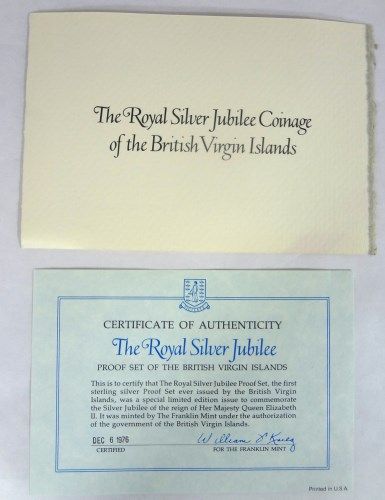 The Royal Silver Jubilee Coinage
of the British Virgin Islands
CERTIFICATE OF AUTHENTICITY
The Royal Silver Jubilee
PROOF SET OF THE BRITISH VIRGIN ISLANDS
This is to certify that The Royal Silver Jubilee Proof Set, the first
sterling silver Proof Set ever issued by the British Virgin
Islands, was a special limited edition issue to commemorate
the Silver Jubilee of the reign of Her Majesty Queen Elizabeth
II. It was minted by The Franklin Mint under the authorization
of the government of the British Virgin Islands.
DEC 6 1976
William
CERTIFIED
FOR THE FRANKLIN MINT
Printed in U.S.A.